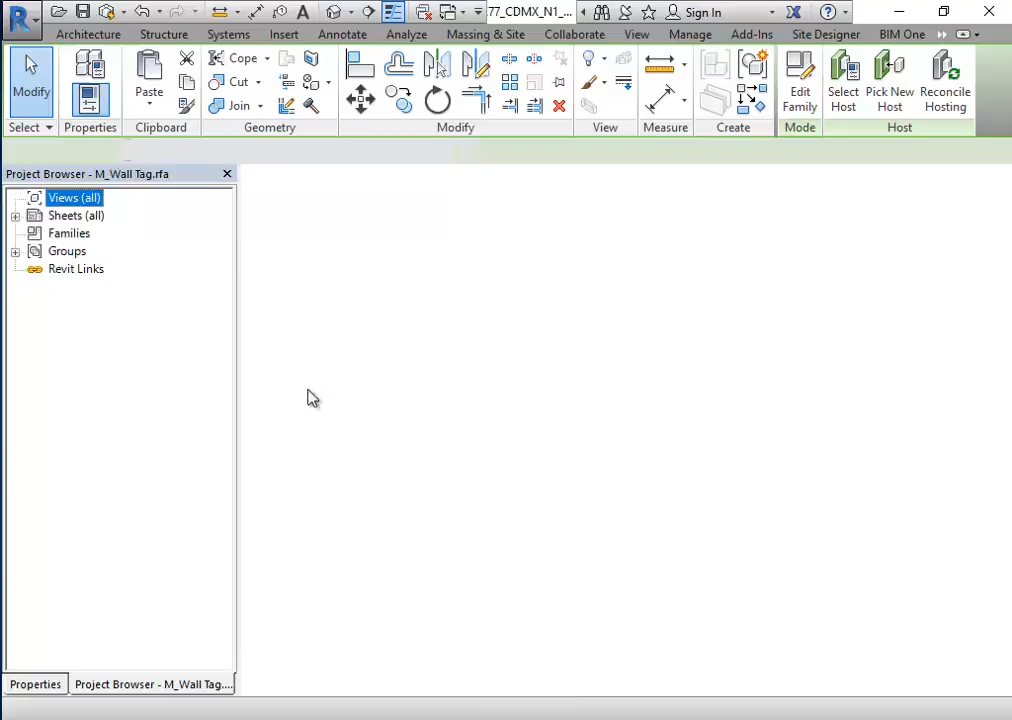 77_CDMX_N1_...
Sign In
Architecture Structure Systems Insert Annotate Analyze Massing & Site Collaborate View Manage Add-Ins Site Designer BIM One
Modify
Paste
Cope
Cut
Join
Edit Family
Select Host
Pick New Host
Reconcile Hosting
Select Properties Clipboard Geometry Modify View Measure Create Mode Host
Project Browser - M_Wall Tag.rfa
Views (all)
Sheets (all)
Families
Groups
Revit Links
Properties Project Browser - M_Wall Tag....